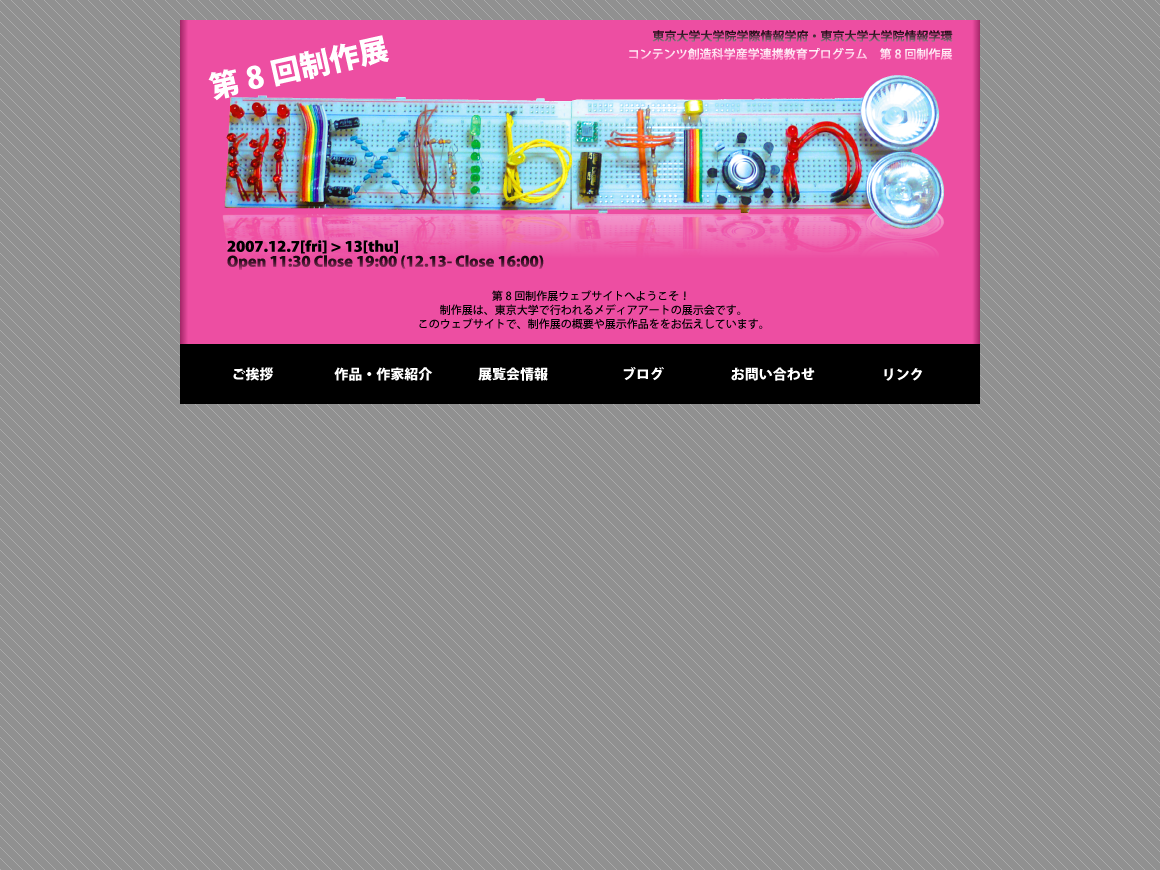 東京大学大学院学際情報学府・東京大学大学院情報学環
コンテンツ創造科学産学連携教育プログラム　第8回制作展
第8回制作展
iiiExhibition
2007.12.7[fri] > 13[thu]
Open 11:30 Close 19:00 (12.13- Close 16:00)
第8回制作展ウェブサイトへようこそ！
制作展は、東京大学で行われるメディアアートの展示会です。
このウェブサイトで、制作展の概要や展示作品ををお伝えしています。
ご挨拶　作品・作家紹介　展覧会情報　ブログ　お問い合わせ　リンク